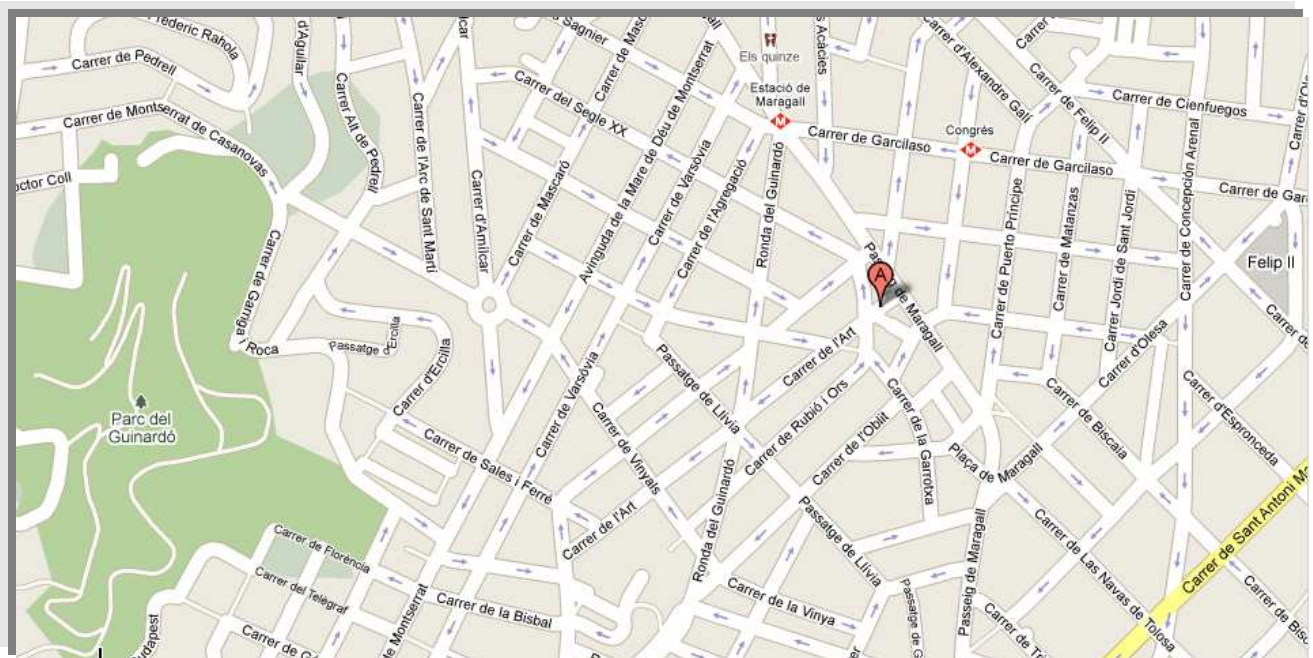 Frederic Rahola
Carrer de Pedrell
d'Aguilar
Carrer Alt de Pedrell
Carrer de Montserrat de Casanovas
Carrer de l'Arc de Sant Martí
Carrer d'Amílcar
Sagnier
Carrer de Masc
Carrer del Segle XX
Carrer de Mascaró
Avinguda de la Mare de Déu de Montserrat
Els quinze
Estació de
Maragall
Acàcies
Carrer de Garcilaso
Congrés
Carrer de Garcilaso
Carrer d'Alexandre Galí
Carrer de Felip II
Carrer de Cienfuegos
Carrer de Gar
Carrer de Varsòvia
Carrer de l'Agregació
Ronda del Guinardó
Carrer de Puerto Príncipe
Carrer de Matanzas
Carrer Jordi de Sant Jordi
Carrer de Concepción Arenal
Felip II
A
de Maragall
Carrer de Garriga i Roca
Passatge d'Ercilla
Carrer d'Ercilla
Parc del
Guinardó
Carrer de Varsòvia
Passatge de Llívia
Carrer de l'Art
Carrer de Rubió i Ors
Carrer de l'Oblit
Carrer de la Garrotxa
Carrer d'Olesa
Carrer de Biscaia
Carrer d'Espronceda
Plaça de Maragall
Carrer de Sales i Ferré
Carrer de Vinyals
Carrer de l'Art
Ronda del Guinardó
Passatge de Llívia
Passeig de Maragall
Carrer de Las Navas de Tolosa
Carrer de Sant Antoni M
Carrer de Florència
Carrer del Telègraf
Carrer de la Bisbal
Carrer de la Vinya
Passatge de
de Montserrat